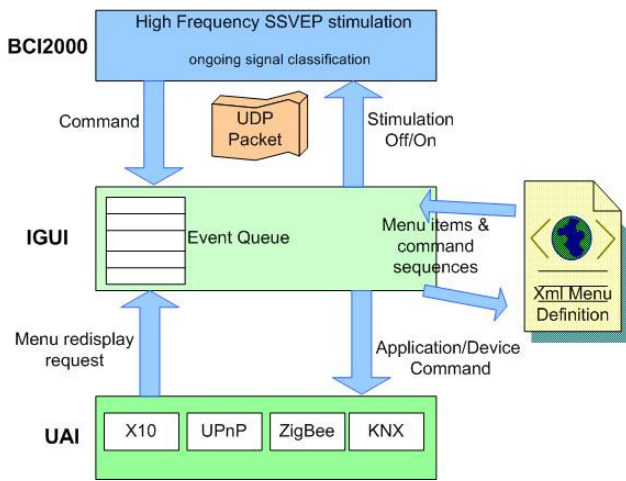 BCI2000
High Frequency SSVEP stimulation
ongoing signal classification
Command
UDP
Packet
Stimulation
Off/On
IGUI
Event Queue
Menu items &
command
sequences
Xml Menu
Definition
Menu redisplay
request
Application/Device
Command
UAI
X10
UPnP
ZigBee
KNX